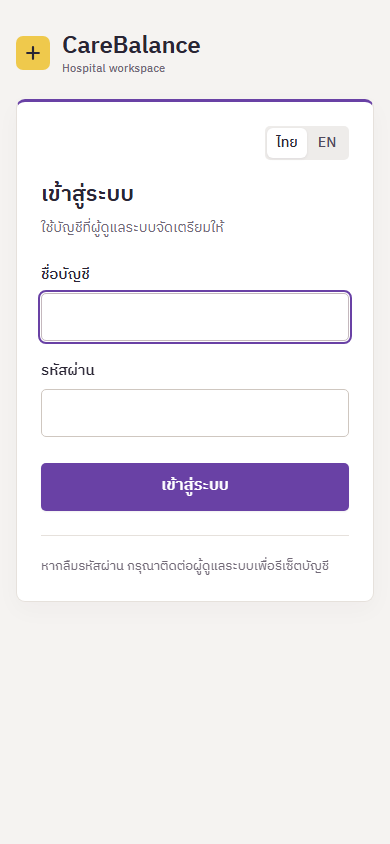 CareBalance
Hospital workspace
ไทย EN
เข้าสู่ระบบ
ใช้บัญชีที่ผู้ดูแลระบบจัดเตรียมให้
ชื่อบัญชี
รหัสผ่าน
เข้าสู่ระบบ
หากลืมรหัสผ่าน กรุณาติดต่อผู้ดูแลระบบเพื่อรีเซ็ตบัญชี